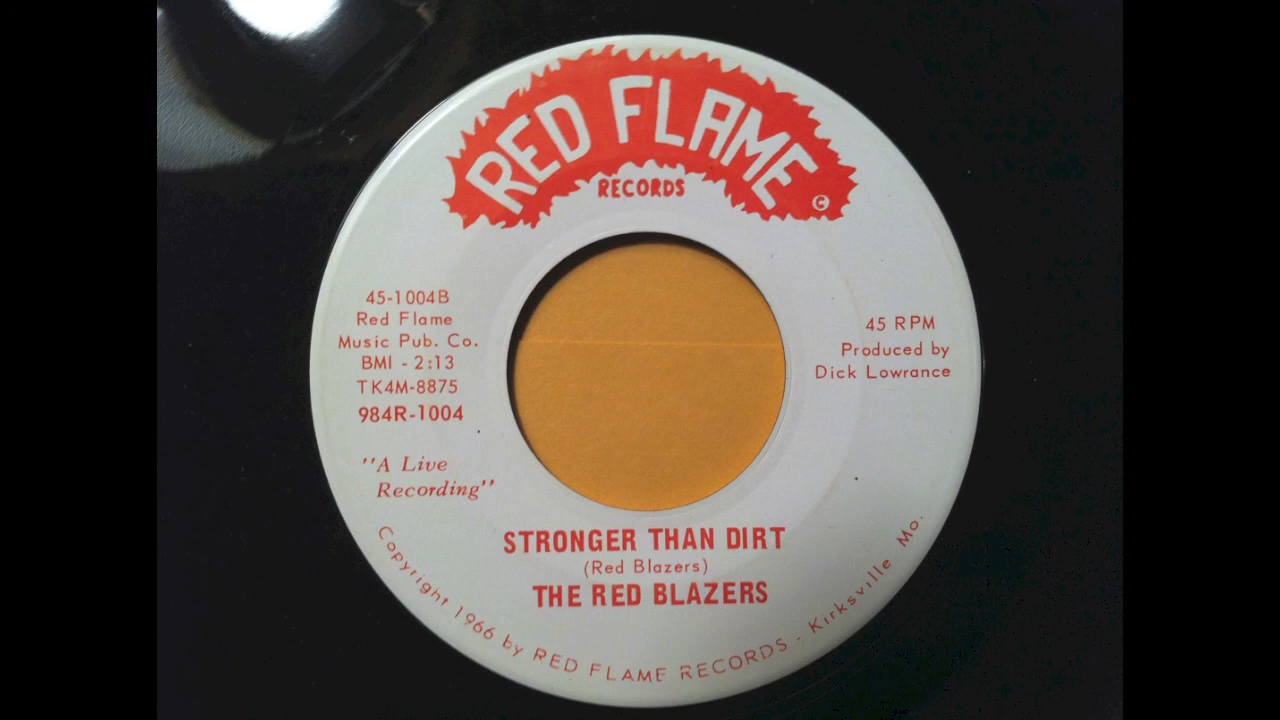 RED FLAME
RECORDS ©
45-1004B
Red Flame
Music Pub. Co.
BMI - 2:13
TK4M-8875
984R-1004
"A Live
Recording"
45 RPM
Produced by
Dick Lowrance
STRONGER THAN DIRT
(Red Blazers)
THE RED BLAZERS
Copyright 1966 by RED FLAME RECORDS - Kirksville Mo.